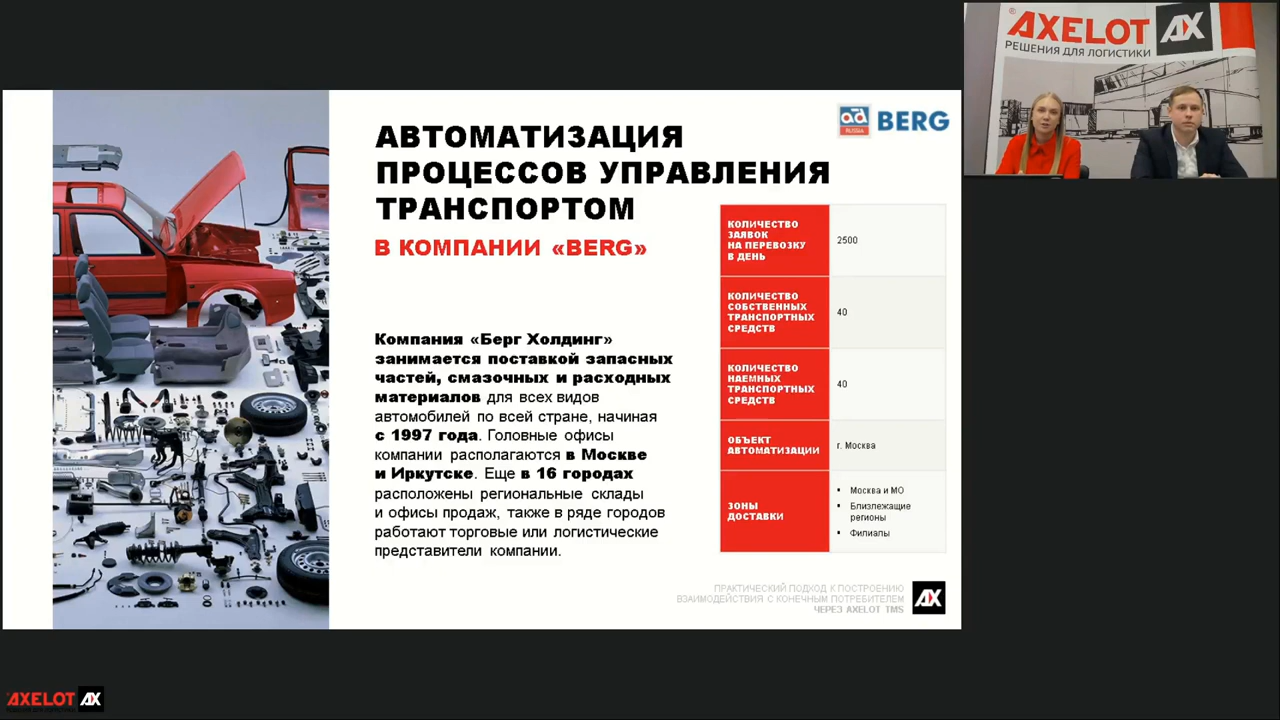 АВТОМАТИЗАЦИЯ
ПРОЦЕССОВ УПРАВЛЕНИЯ
ТРАНСПОРТОМ
В КОМПАНИИ «BERG»
ad
RUSSIA
BERG
Компания «Берг Холдинг»
занимается поставкой запасных
частей, смазочных и расходных
материалов для всех видов
автомобилей по всей стране, начиная
с 1997 года. Головные офисы
компании располагаются в Москве
и Иркутске. Еще в 16 городах
расположены региональные склады
и офисы продаж, также в ряде городов
работают торговые или логистические
представители компании.
КОЛИЧЕСТВО
ЗАЯВОК
НА ПЕРЕВОЗКУ
В ДЕНЬ
2500
КОЛИЧЕСТВО
СОБСТВЕННЫХ
ТРАНСПОРТНЫХ
СРЕДСТВ
40
КОЛИЧЕСТВО
НАЕМНЫХ
ТРАНСПОРТНЫХ
СРЕДСТВ
40
ОБЪЕКТ
АВТОМАТИЗАЦИИ
г. Москва
ЗОНЫ
ДОСТАВКИ
▪ Москва и МО
▪ Близлежащие
регионы
▪ Филиалы
ПРАКТИЧЕСКИЙ ПОДХОД К ПОСТРОЕНИЮ
ВЗАИМОДЕЙСТВИЯ С КОНЕЧНЫМ ПОТРЕБИТЕЛЕМ
ЧЕРЕЗ AXELOT TMS
AX
®AXELOT AX
РЕШЕНИЯ ДЛЯ ЛОГИСТИКИ
AXELOT AX